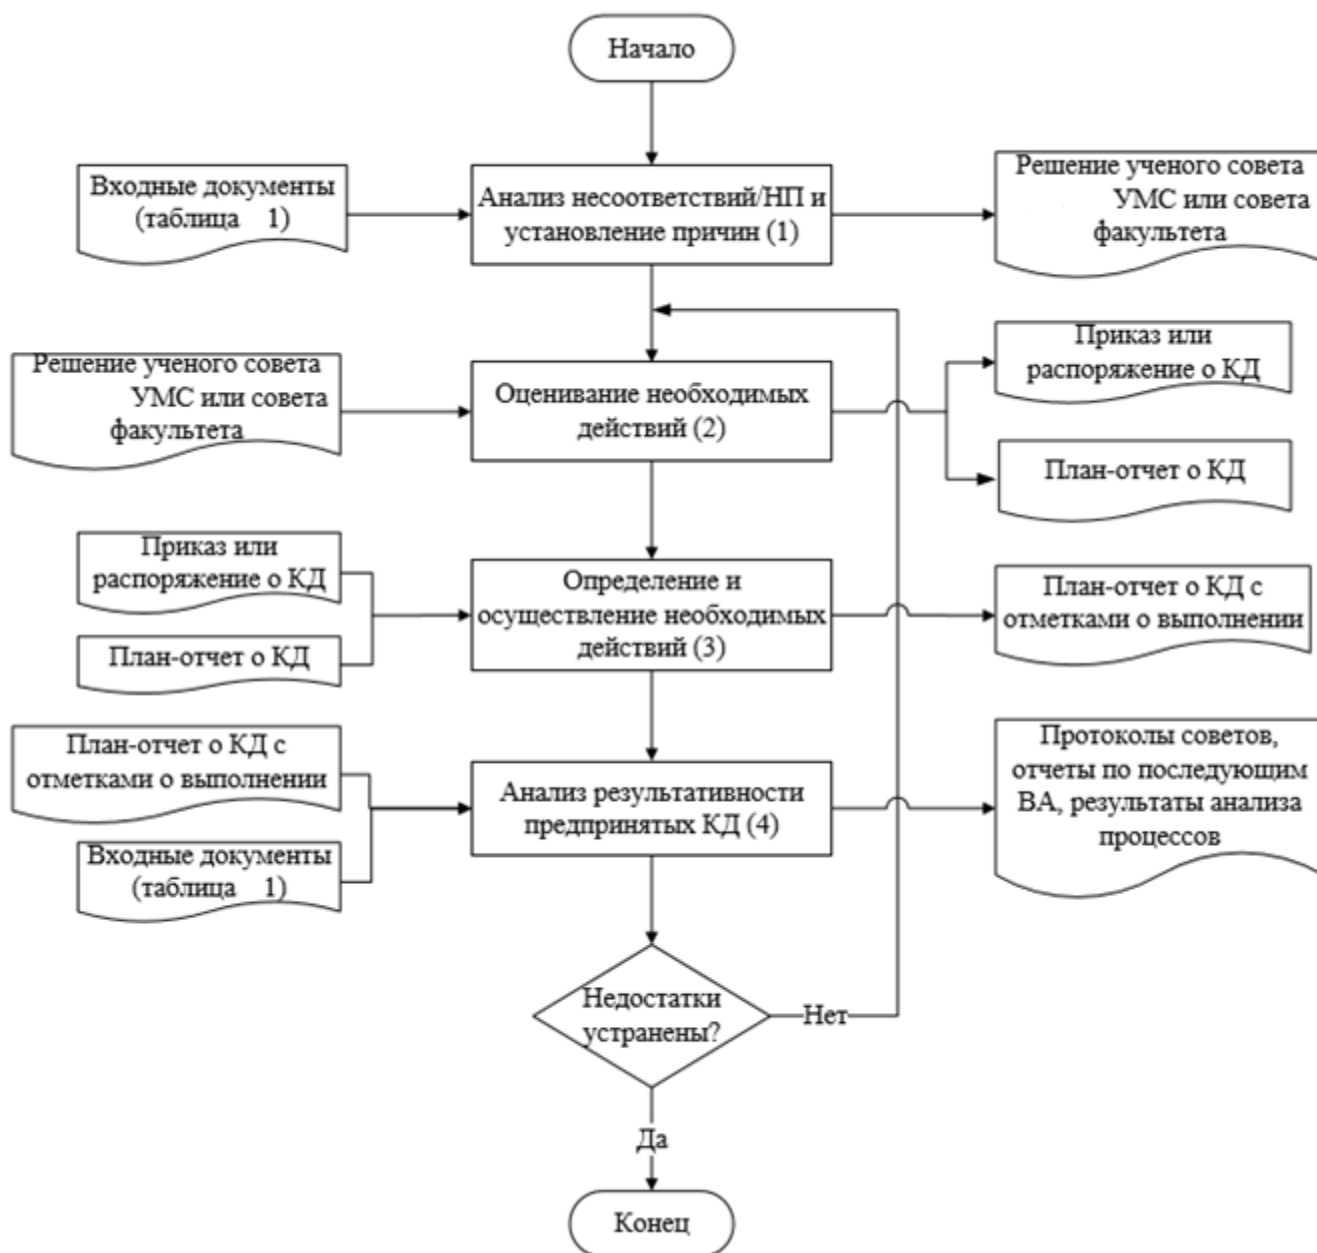 Начало
Входные документы
(таблица 1)
Анализ несоответствий/НП и
установление причин (1)
Решение ученого совета
УМС или совета
факультета
Решение ученого совета
УМС или совета
факультета
Оценивание необходимых
действий (2)
Приказ или
распоряжение о КД
План-отчет о КД
Приказ или
распоряжение о КД
План-отчет о КД
Определение и
осуществление необходимых
действий (3)
План-отчет о КД с
отметками о выполнении
План-отчет о КД с
отметками о выполнении
Входные документы
(таблица 1)
Анализ результативности
предпринятых КД (4)
Протоколы советов,
отчеты по последующим
ВА, результаты анализа
процессов
Недостатки
устранены?
Нет
Да
Конец